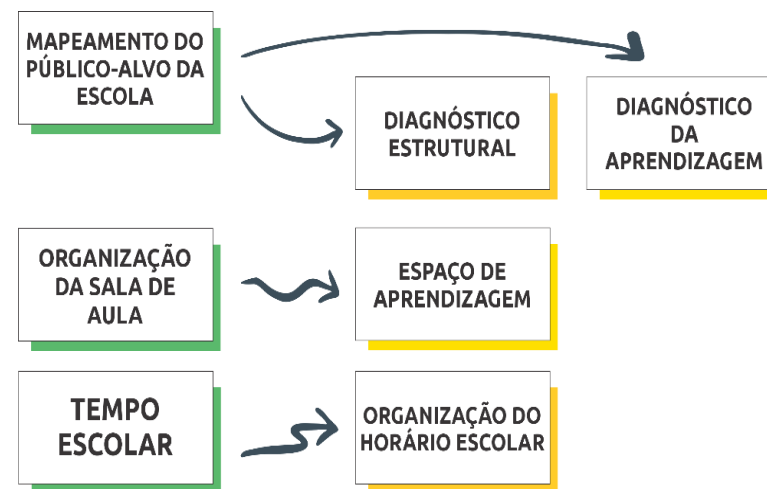 MAPEAMENTO DO
PÚBLICO-ALVO DA
ESCOLA
DIAGNÓSTICO
ESTRUTURAL
DIAGNÓSTICO
DA
APRENDIZAGEM
ORGANIZAÇÃO
DA SALA DE
AULA
ESPAÇO DE
APRENDIZAGEM
TEMPO
ESCOLAR
ORGANIZAÇÃO DO
HORÁRIO ESCOLAR